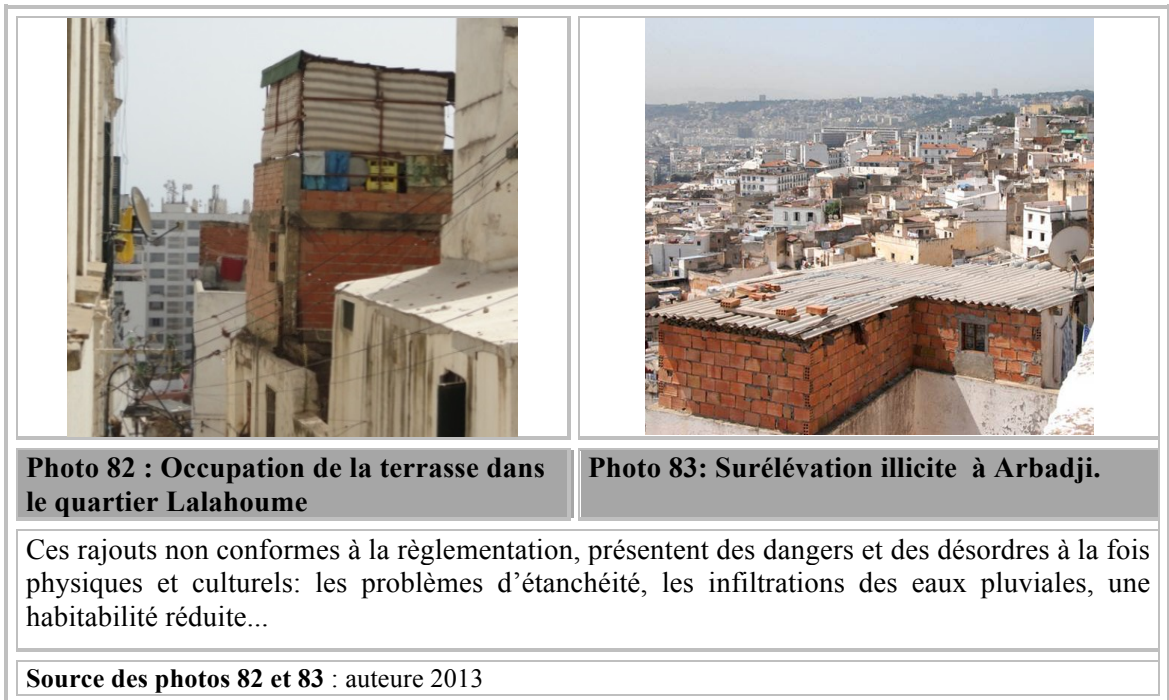 Photo 82 : Occupation de la terrasse dans
le quartier Lalahoume
Photo 83: Surélévation illicite à Arbadji.
Ces rajouts non conformes à la règlementation, présentent des dangers et des désordres à la fois
physiques et culturels: les problèmes d’étanchéité, les infiltrations des eaux pluviales, une
habitabilité réduite...
Source des photos 82 et 83 : auteure 2013